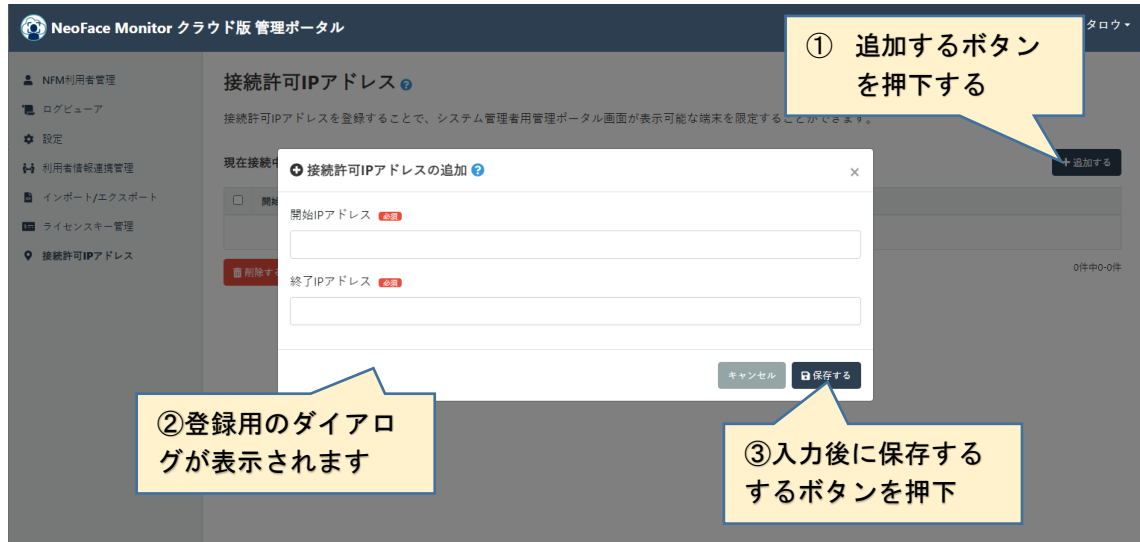 NeoFace Monitor クラウド版 管理ポータル
タロウ
① 追加するボタン
を押下する
NFM利用者管理
ログビューア
設定
利用者情報連携管理
インポート/エクスポート
ライセンスキー管理
接続許可IPアドレス
接続許可IPアドレス
接続許可IPアドレスを登録することで、システム管理者用管理ポータル画面が表示可能な端末を限定することができます。
現在接続中
追加する
開始
接続許可IPアドレスの追加
開始IPアドレス 必須
終了IPアドレス 必須
削除する
0件中0-0件
キャンセル
保存する
②登録用のダイアロ
グが表示されます
③入力後に保存する
するボタンを押下